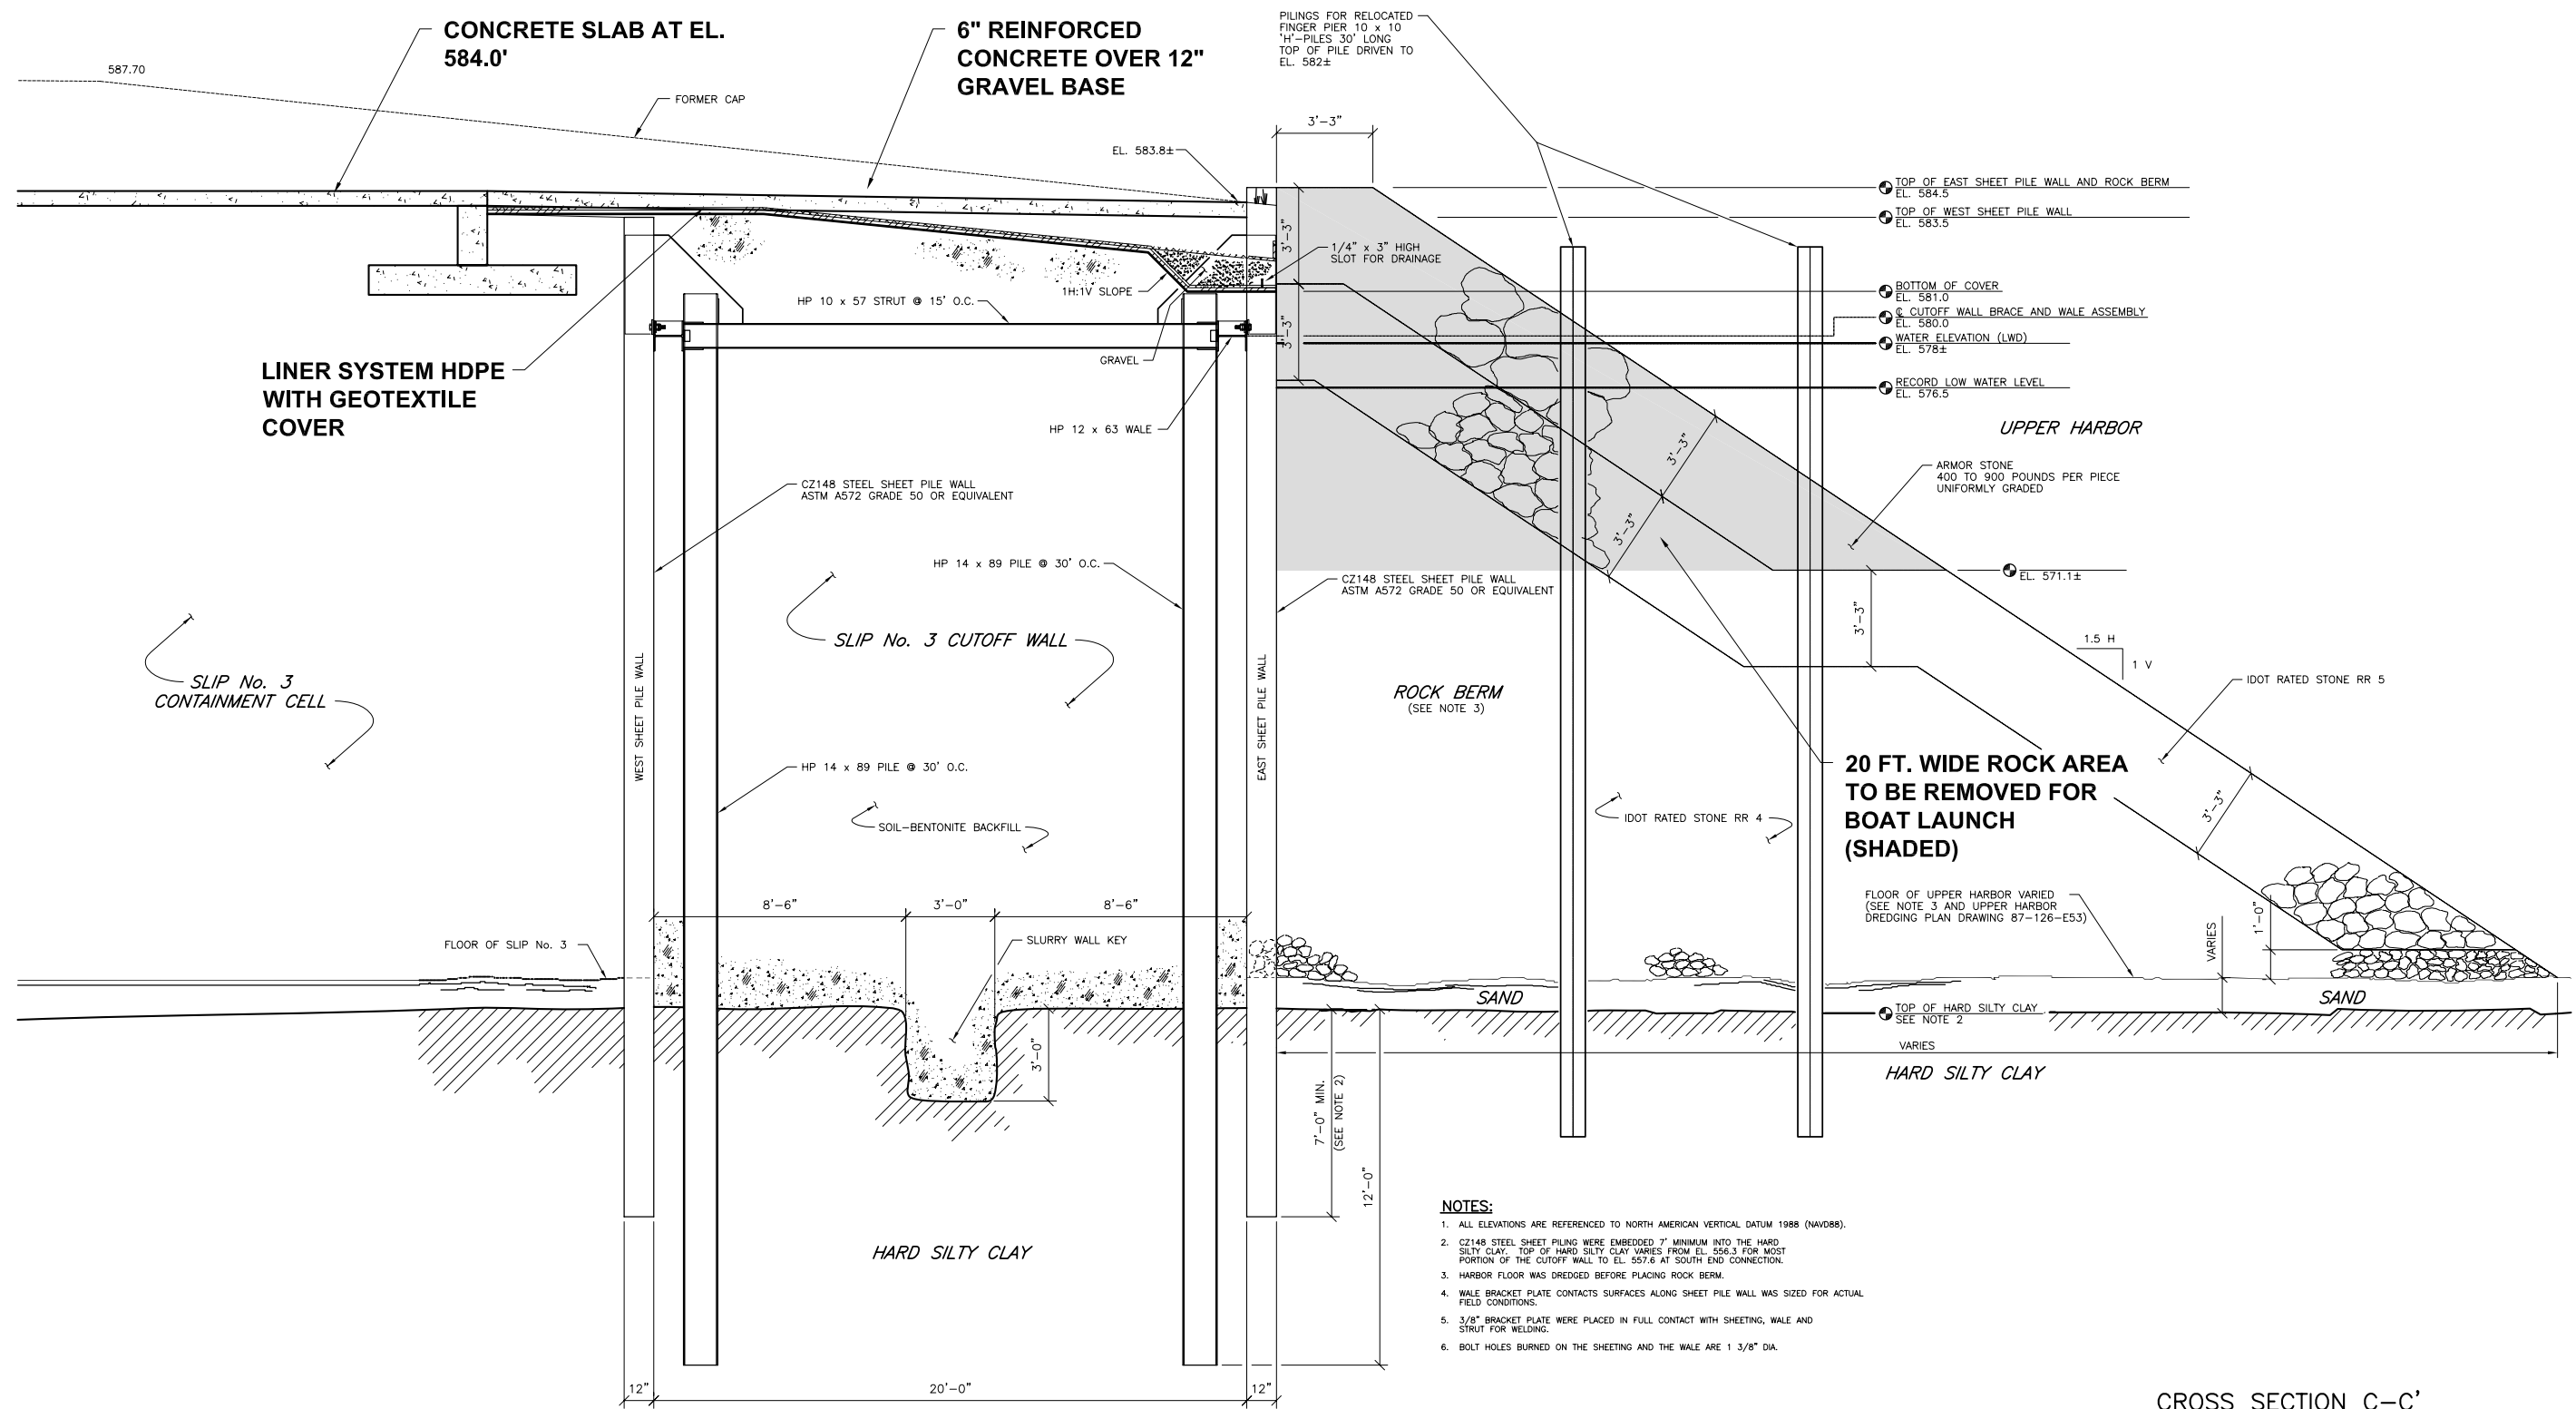 CONCRETE SLAB AT EL.
584.0'
6" REINFORCED
CONCRETE OVER 12"
GRAVEL BASE
PILINGS FOR RELOCATED
FINGER PIER 10 x 10
'H'-PILES 30' LONG
TOP OF PILE DRIVEN TO
EL. 582±
587.70
FORMER CAP
3'-3"
EL. 583.8±
TOP OF EAST SHEET PILE WALL AND ROCK BERM
EL. 584.5
TOP OF WEST SHEET PILE WALL
EL. 583.5
3'-3"
1/4" x 3" HIGH
SLOT FOR DRAINAGE
1H:1V SLOPE
HP 10 x 57 STRUT @ 15' O.C.
BOTTOM OF COVER
EL. 581.0
℄ CUTOFF WALL BRACE AND WALE ASSEMBLY
EL. 580.0
3'-3"
WATER ELEVATION (LWD)
EL. 578±
GRAVEL
LINER SYSTEM HDPE
WITH GEOTEXTILE
COVER
RECORD LOW WATER LEVEL
EL. 576.5
HP 12 x 63 WALE
UPPER HARBOR
3'-3"
ARMOR STONE
400 TO 900 POUNDS PER PIECE
UNIFORMLY GRADED
CZ148 STEEL SHEET PILE WALL
ASTM A572 GRADE 50 OR EQUIVALENT
3'-3"
HP 14 x 89 PILE @ 30' O.C.
CZ148 STEEL SHEET PILE WALL
ASTM A572 GRADE 50 OR EQUIVALENT
EL. 571.1±
3'-3"
SLIP No. 3 CUTOFF WALL
1.5 H
1 V
SLIP No. 3
CONTAINMENT CELL
WEST SHEET PILE WALL
EAST SHEET PILE WALL
ROCK BERM
(SEE NOTE 3)
IDOT RATED STONE RR 5
HP 14 x 89 PILE @ 30' O.C.
20 FT. WIDE ROCK AREA
TO BE REMOVED FOR
BOAT LAUNCH
(SHADED)
3'-3"
SOIL-BENTONITE BACKFILL
IDOT RATED STONE RR 4
8'-6"
3'-0"
8'-6"
FLOOR OF UPPER HARBOR VARIED
(SEE NOTE 3 AND UPPER HARBOR
DREDGING PLAN DRAWING 87-126-E53)
VARIES
1'-0"
FLOOR OF SLIP No. 3
SLURRY WALL KEY
SAND
SAND
TOP OF HARD SILTY CLAY
SEE NOTE 2
VARIES
HARD SILTY CLAY
3'-0"
7'-0" MIN.
(SEE NOTE 2)
12'-0"
HARD SILTY CLAY
NOTES:
1. ALL ELEVATIONS ARE REFERENCED TO NORTH AMERICAN VERTICAL DATUM 1988 (NAVD88).
2. CZ148 STEEL SHEET PILING WERE EMBEDDED 7' MINIMUM INTO THE HARD
SILTY CLAY. TOP OF HARD SILTY CLAY VARIES FROM EL. 556.3 FOR MOST
PORTION OF THE CUTOFF WALL TO EL. 557.6 AT SOUTH END CONNECTION.
3. HARBOR FLOOR WAS DREDGED BEFORE PLACING ROCK BERM.
4. WALE BRACKET PLATE CONTACTS SURFACES ALONG SHEET PILE WALL WAS SIZED FOR ACTUAL
FIELD CONDITIONS.
5. 3/8" BRACKET PLATE WERE PLACED IN FULL CONTACT WITH SHEETING, WALE AND
STRUT FOR WELDING.
6. BOLT HOLES BURNED ON THE SHEETING AND THE WALE ARE 1 3/8" DIA.
12"
20'-0"
12"
CROSS SECTION C-C'